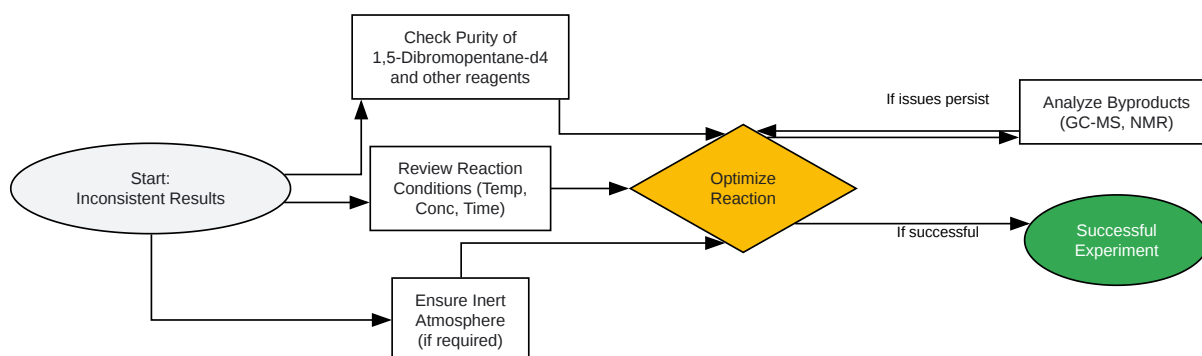 Check Purity of
1,5-Dibromopentane-d4
and other reagents
If issues persist
Analyze Byproducts
(GC-MS, NMR)
Start:
Inconsistent Results
Review Reaction
Conditions (Temp,
Conc, Time)
Optimize
Reaction
If successful
Successful
Experiment
Ensure Inert
Atmosphere
(if required)